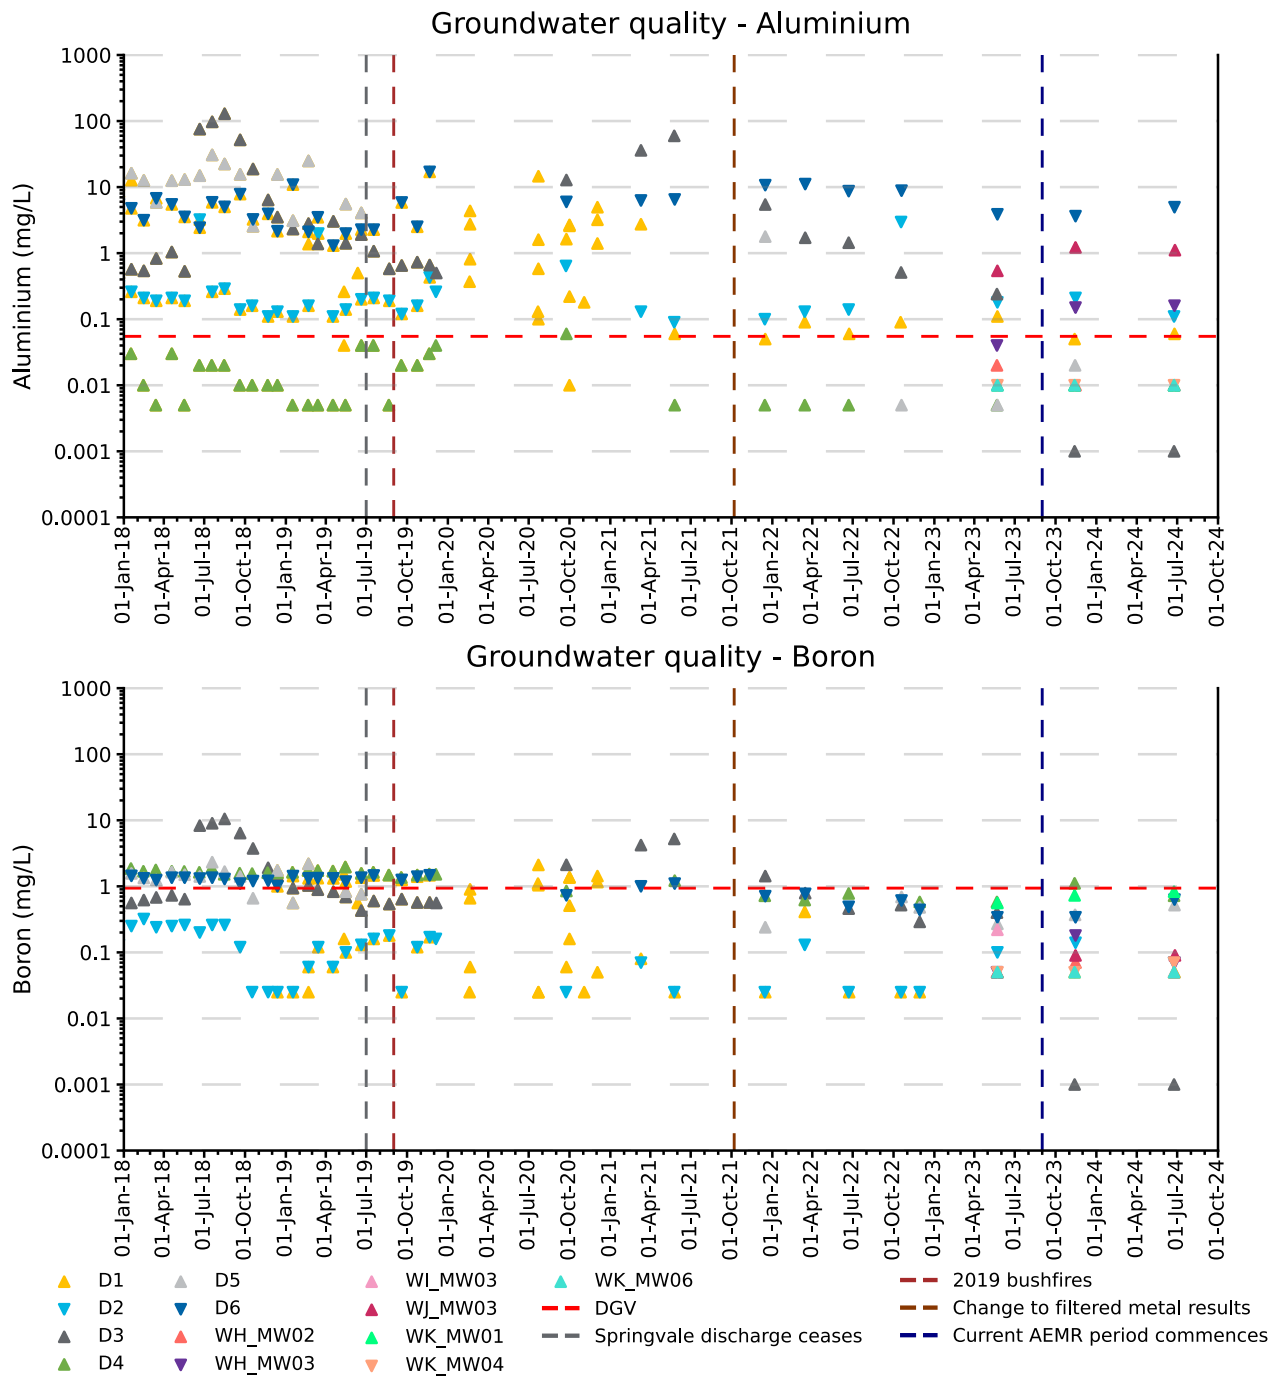 Groundwater quality - Aluminium
Aluminium (mg/L)
1000
100
10
1
0.1
0.01
0.001
0.0001
01-Jan-18
01-Apr-18
01-Jul-18
01-Oct-18
01-Jan-19
01-Apr-19
01-Jul-19
01-Oct-19
01-Jan-20
01-Apr-20
01-Jul-20
01-Oct-20
01-Jan-21
01-Apr-21
01-Jul-21
01-Oct-21
01-Jan-22
01-Apr-22
01-Jul-22
01-Oct-22
01-Jan-23
01-Apr-23
01-Jul-23
01-Oct-23
01-Jan-24
01-Apr-24
01-Jul-24
01-Oct-24
Groundwater quality - Boron
Boron (mg/L)
1000
100
10
1
0.1
0.01
0.001
0.0001
01-Jan-18
01-Apr-18
01-Jul-18
01-Oct-18
01-Jan-19
01-Apr-19
01-Jul-19
01-Oct-19
01-Jan-20
01-Apr-20
01-Jul-20
01-Oct-20
01-Jan-21
01-Apr-21
01-Jul-21
01-Oct-21
01-Jan-22
01-Apr-22
01-Jul-22
01-Oct-22
01-Jan-23
01-Apr-23
01-Jul-23
01-Oct-23
01-Jan-24
01-Apr-24
01-Jul-24
01-Oct-24
D1
D2
D3
D4
D5
D6
WH_MW02
WH_MW03
WI_MW03
WJ_MW03
WK_MW01
WK_MW04
WK_MW06
DGV
Springvale discharge ceases
2019 bushfires
Change to filtered metal results
Current AEMR period commences